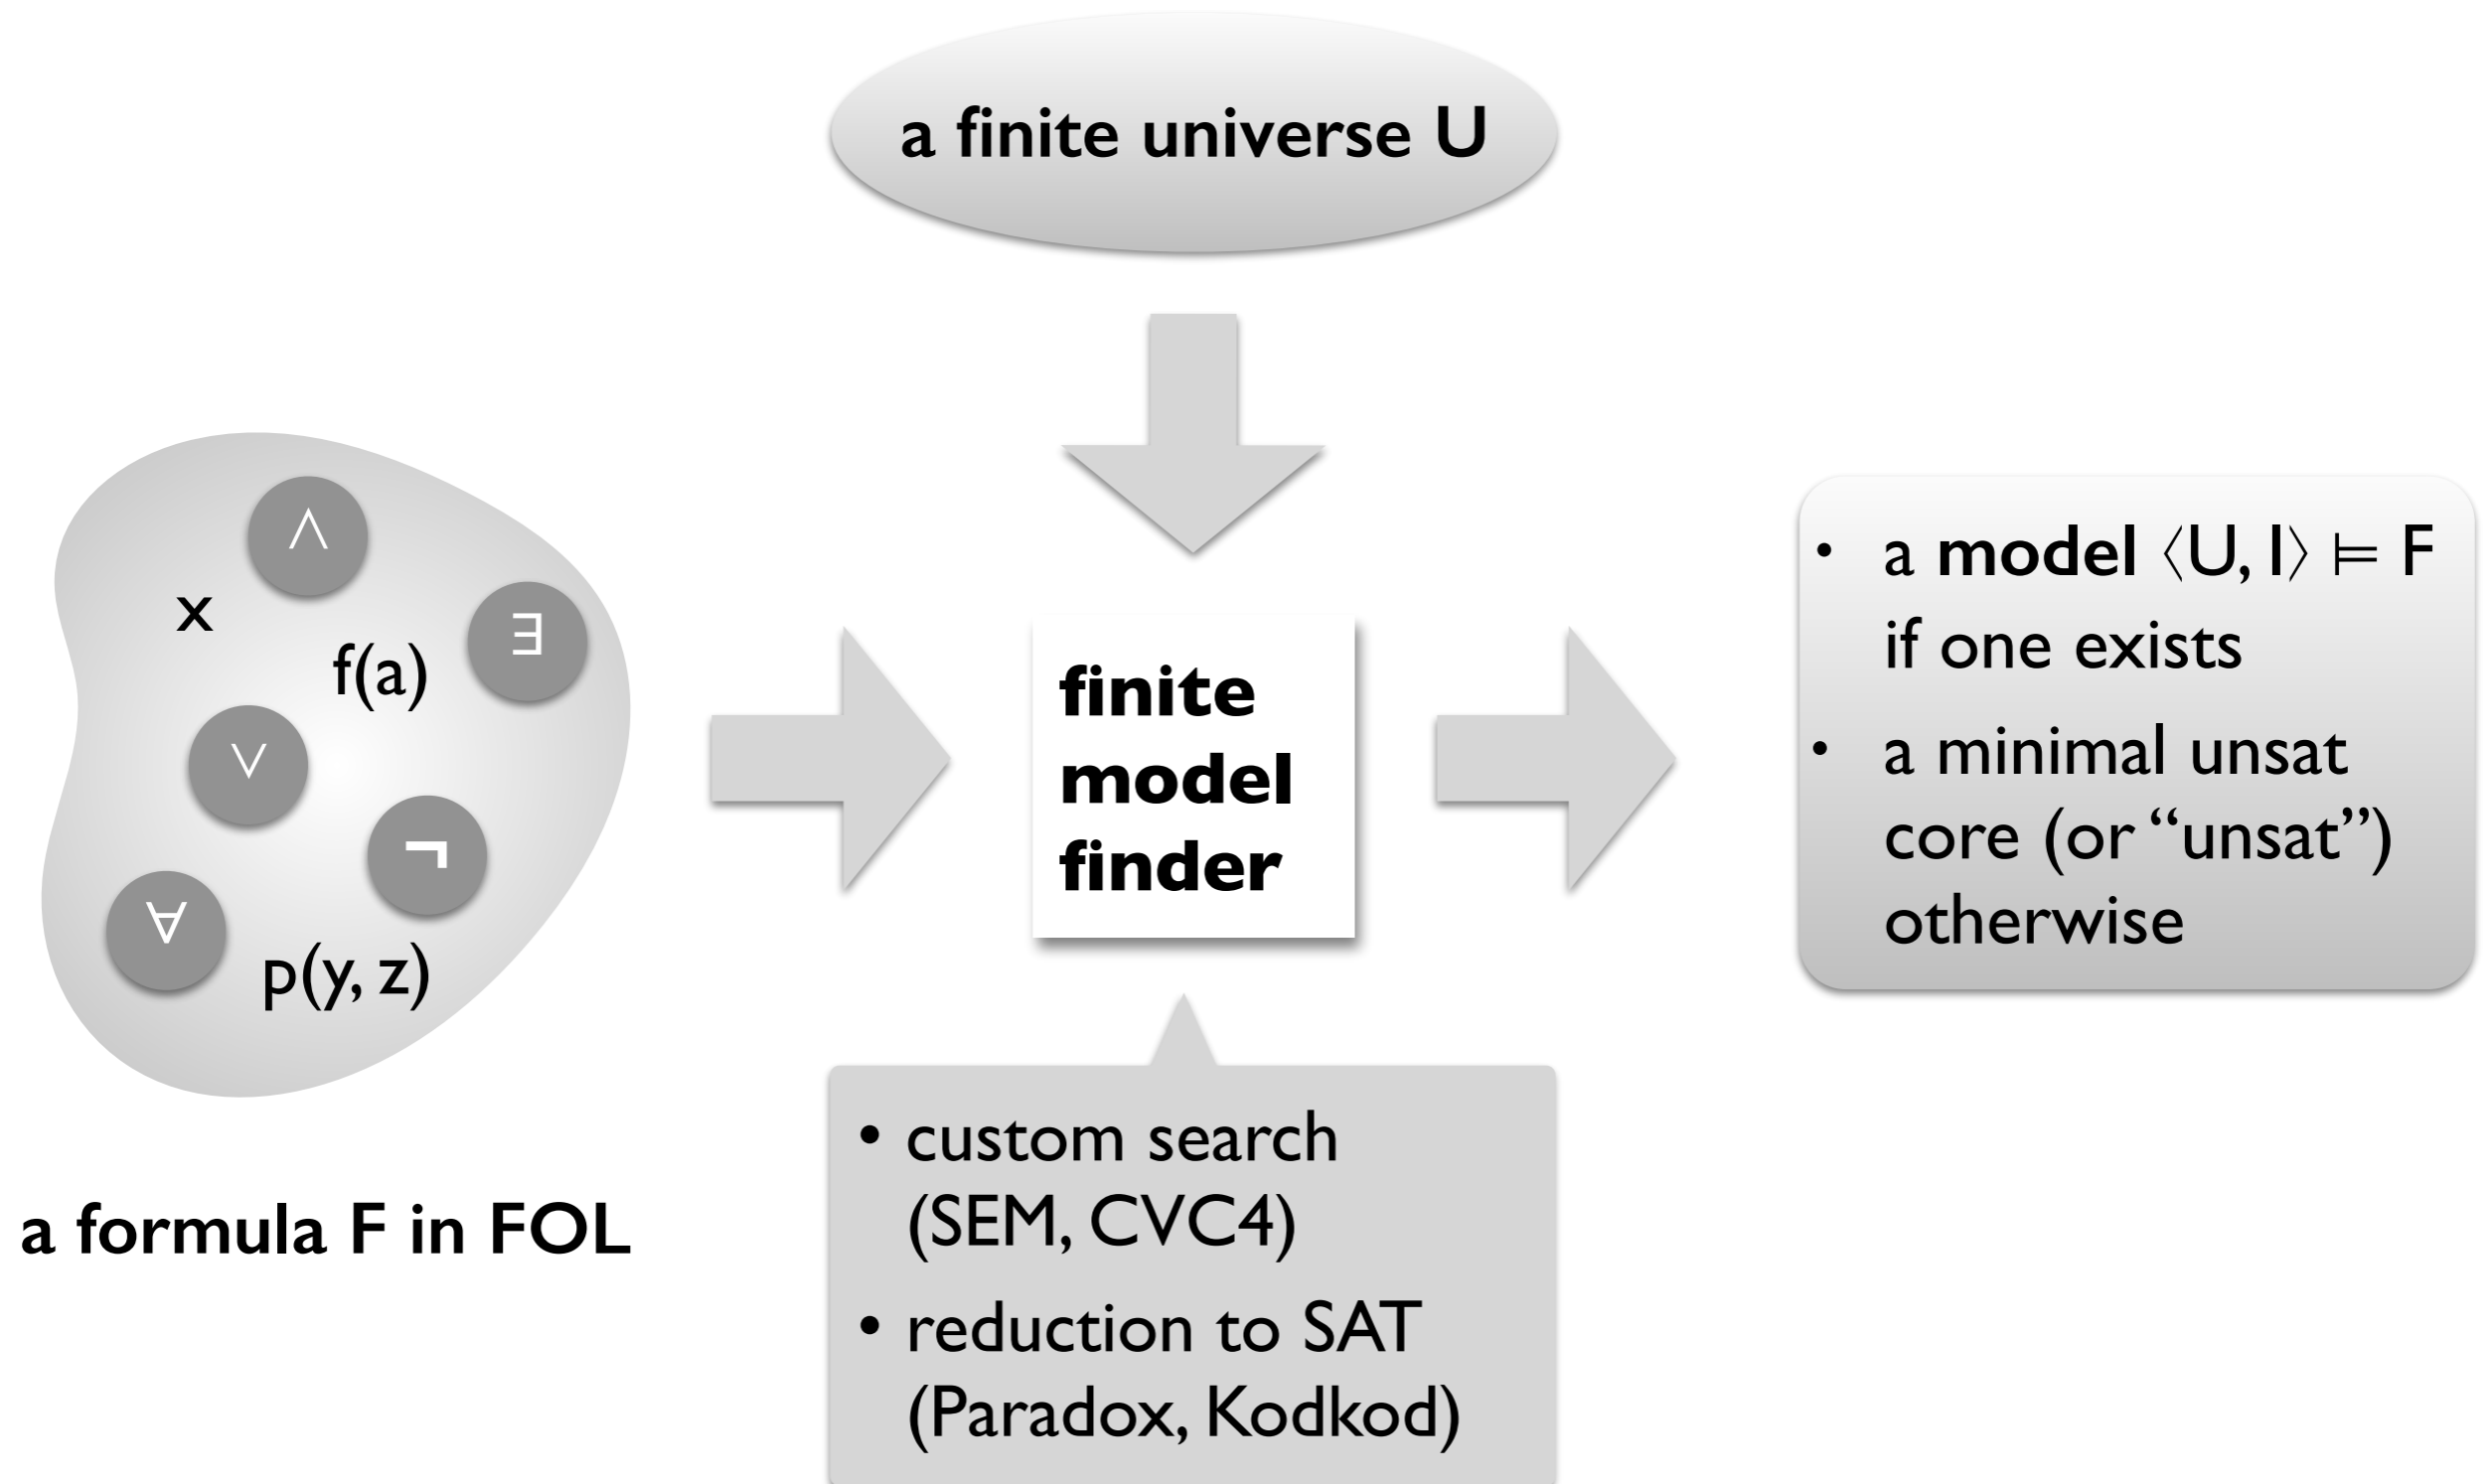 a finite universe U
∧
x
∃
f(a)
∨
¬
∀
p(y, z)
a formula F in FOL
finite
model
finder
• custom search
(SEM, CVC4)
• reduction to SAT
(Paradox, Kodkod)
• a model ⟨U, I⟩ ⊨ F
if one exists
• a minimal unsat
core (or “unsat”)
otherwise